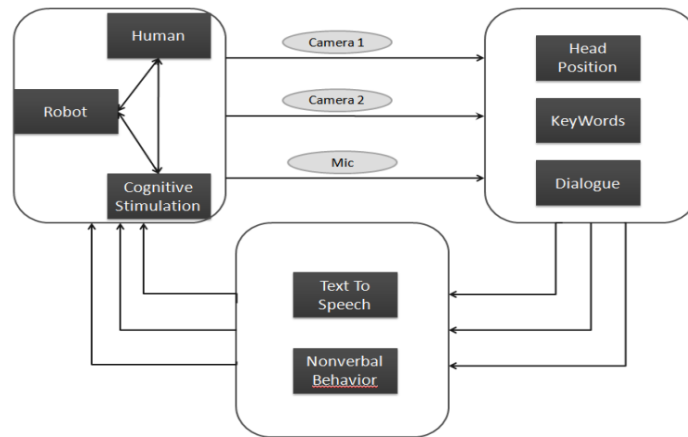 Human
Robot
Cognitive
Stimulation
Camera 1
Camera 2
Mic
Head
Position
KeyWords
Dialogue
Text To
Speech
Nonverbal
Behavior